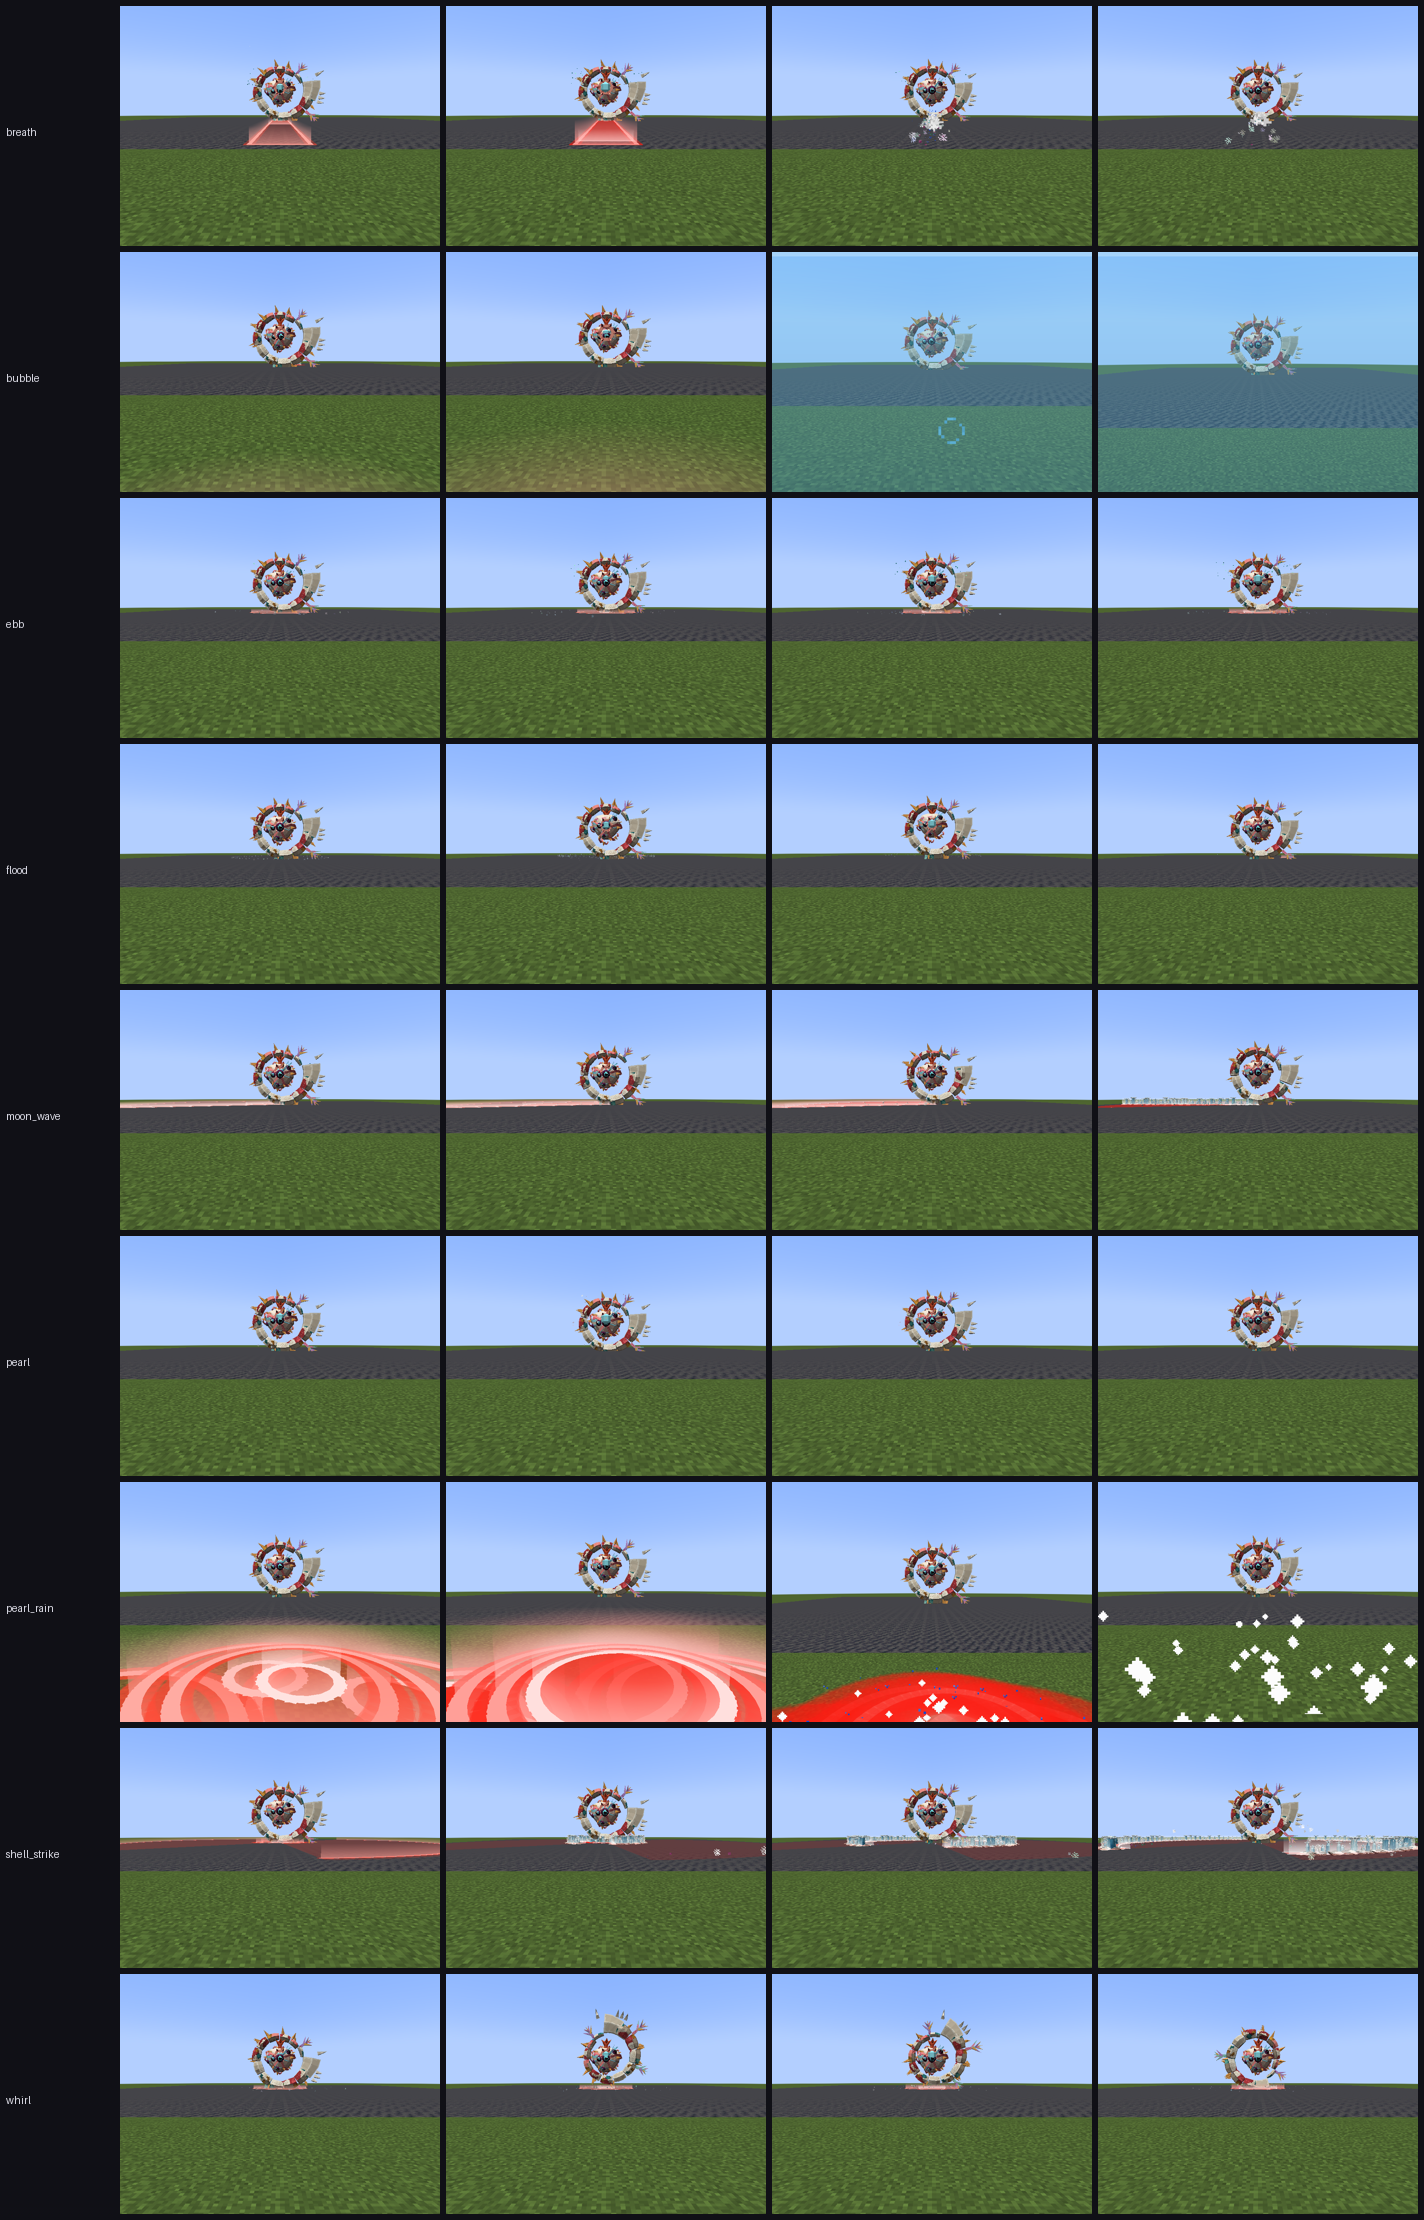 breath
bubble
ebb
flood
moon_wave
pearl
pearl_rain
shell_strike
whirl